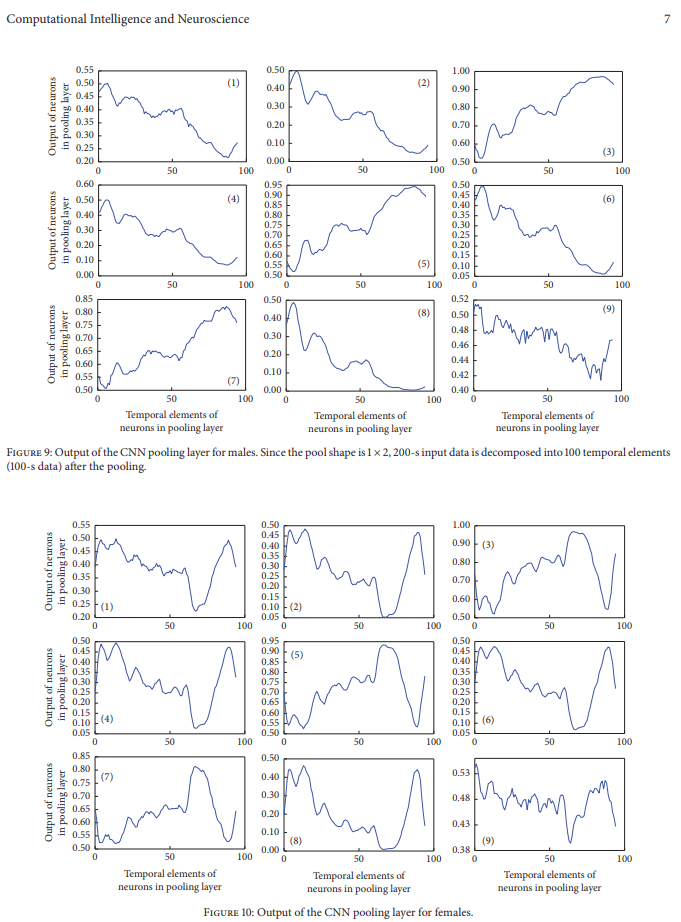 Computational Intelligence and Neuroscience 7
0.55 0.50 0.45 0.40 0.35 0.30 0.25 0.20
Output of neurons
in pooling layer
(1)
0 50 100
0.50 0.40 0.30 0.20 0.10 0.00
(2)
0 50 100
1.00 0.90 0.80 0.70 0.60 0.50
(3)
0 50 100
0.60 0.50 0.40 0.30 0.20 0.10 0.00
Output of neurons
in pooling layer
(4)
0 50 100
0.95 0.90 0.85 0.80 0.75 0.70 0.65 0.60 0.55 0.50
(5)
0 50 100
0.50 0.45 0.40 0.35 0.30 0.25 0.20 0.15 0.10 0.05
(6)
0 50 100
0.85 0.80 0.75 0.70 0.65 0.60 0.55 0.50
Output of neurons
in pooling layer
(7)
0 50 100
Temporal elements of
neurons in pooling layer
0.50 0.40 0.30 0.20 0.10 0.00
(8)
0 50 100
Temporal elements of
neurons in pooling layer
0.52 0.50 0.48 0.46 0.44 0.42 0.40
(9)
0 50 100
Temporal elements of
neurons in pooling layer
Figure 9: Output of the CNN pooling layer for males. Since the pool shape is 1 × 2, 200-s input data is decomposed into 100 temporal elements
(100-s data) after the pooling.
0.55 0.50 0.45 0.40 0.35 0.30 0.25 0.20
Output of neurons
in pooling layer
(1)
0 50 100
0.50 0.45 0.40 0.35 0.30 0.25 0.20 0.15 0.10 0.05
(2)
0 50 100
1.00 0.90 0.80 0.70 0.60 0.50
(3)
0 50 100
0.50 0.45 0.40 0.35 0.30 0.25 0.20 0.15 0.10 0.05
Output of neurons
in pooling layer
(4)
0 50 100
0.95 0.90 0.85 0.80 0.75 0.70 0.65 0.60 0.55 0.50
(5)
0 50 100
0.50 0.45 0.40 0.35 0.30 0.25 0.20 0.15 0.10 0.05
(6)
0 50 100
0.85 0.80 0.75 0.70 0.65 0.60 0.55 0.50
Output of neurons
in pooling layer
(7)
0 50 100
Temporal elements of
neurons in pooling layer
0.50 0.40 0.30 0.20 0.10 0.00
(8)
0 50 100
Temporal elements of
neurons in pooling layer
0.53 0.48 0.43 0.38
(9)
0 50 100
Temporal elements of
neurons in pooling layer
Figure 10: Output of the CNN pooling layer for females.